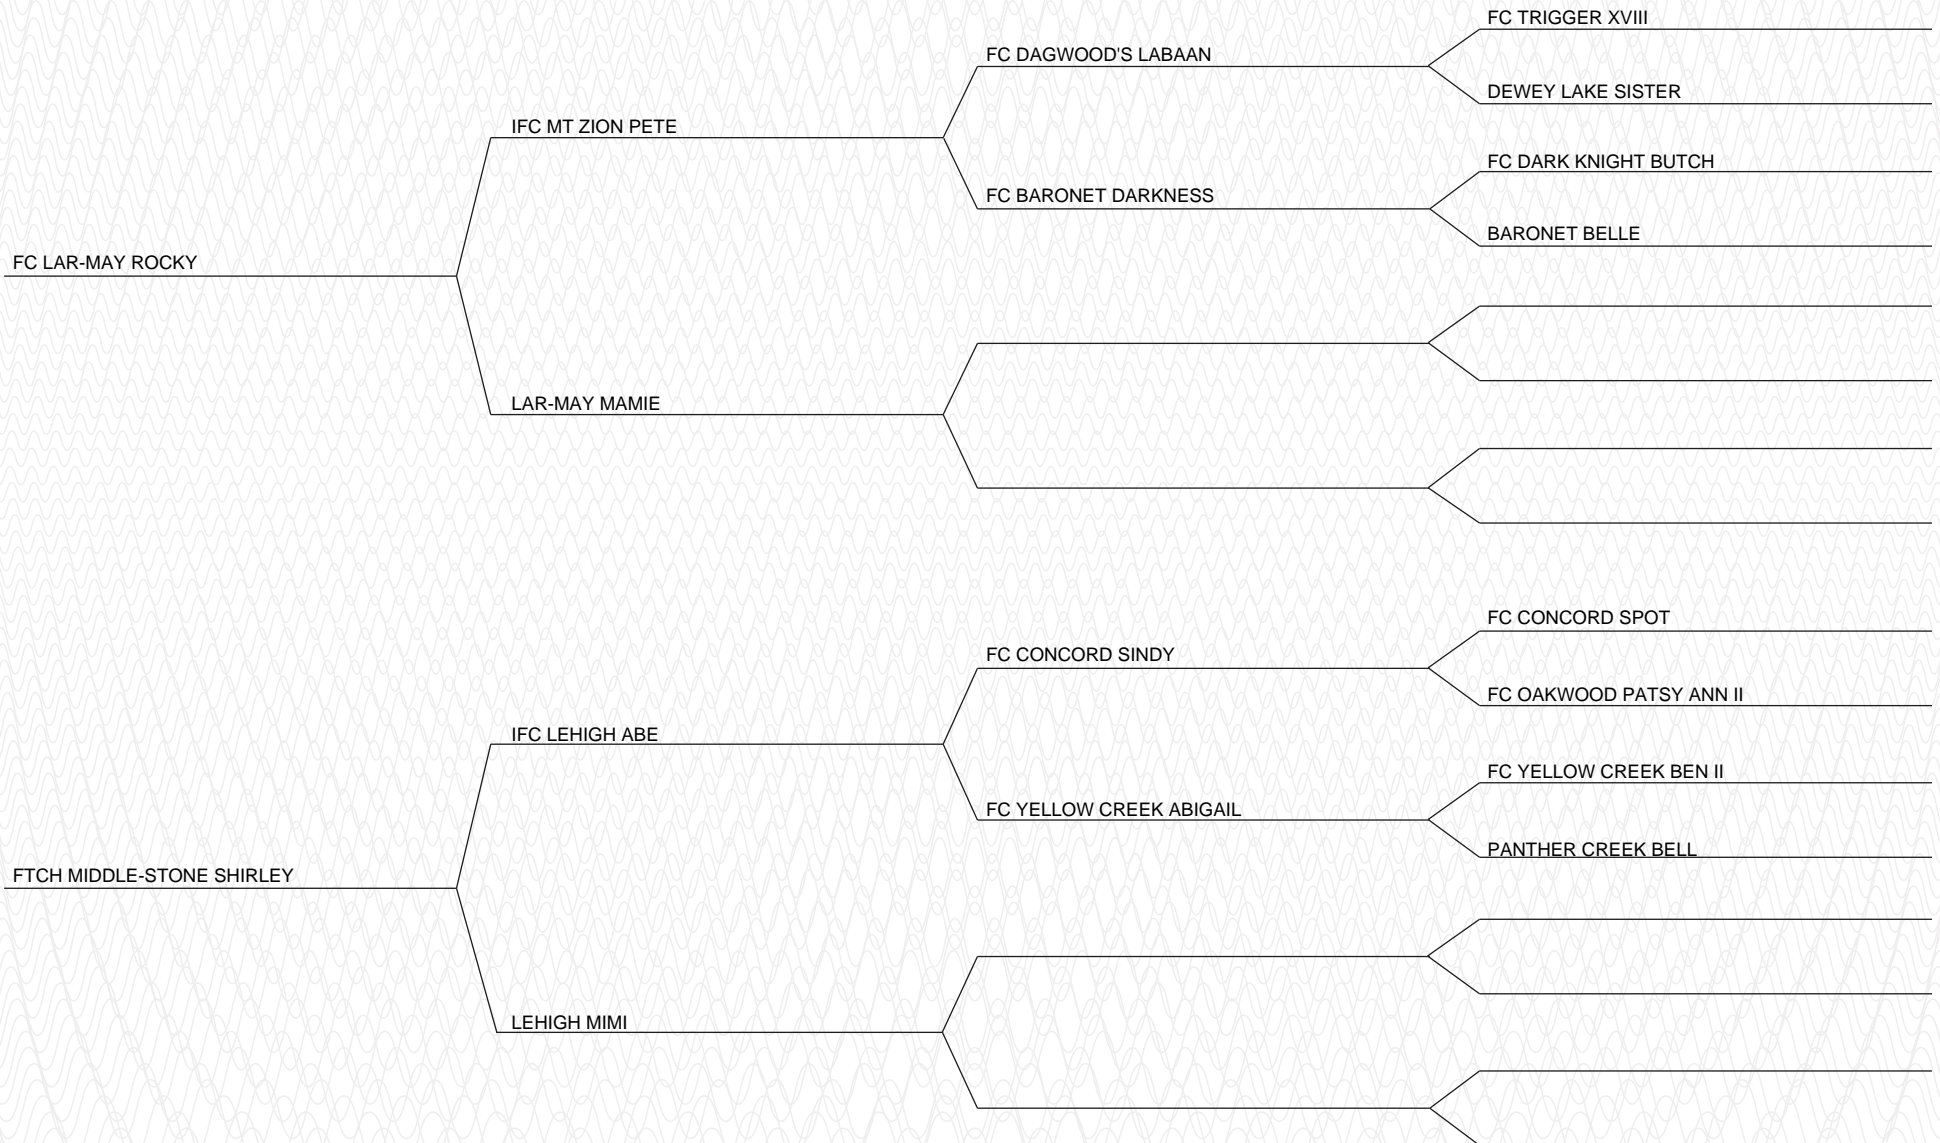 FC TRIGGER XVIII
FC DAGWOOD'S LABAAN
DEWEY LAKE SISTER
IFC MT ZION PETE
FC DARK KNIGHT BUTCH
FC BARONET DARKNESS
BARONET BELLE
FC LAR-MAY ROCKY
LAR-MAY MAMIE
FC CONCORD SPOT
FC CONCORD SINDY
FC OAKWOOD PATSY ANN II
IFC LEHIGH ABE
FC YELLOW CREEK BEN II
FC YELLOW CREEK ABIGAIL
PANTHER CREEK BELL
FTCH MIDDLE-STONE SHIRLEY
LEHIGH MIMI